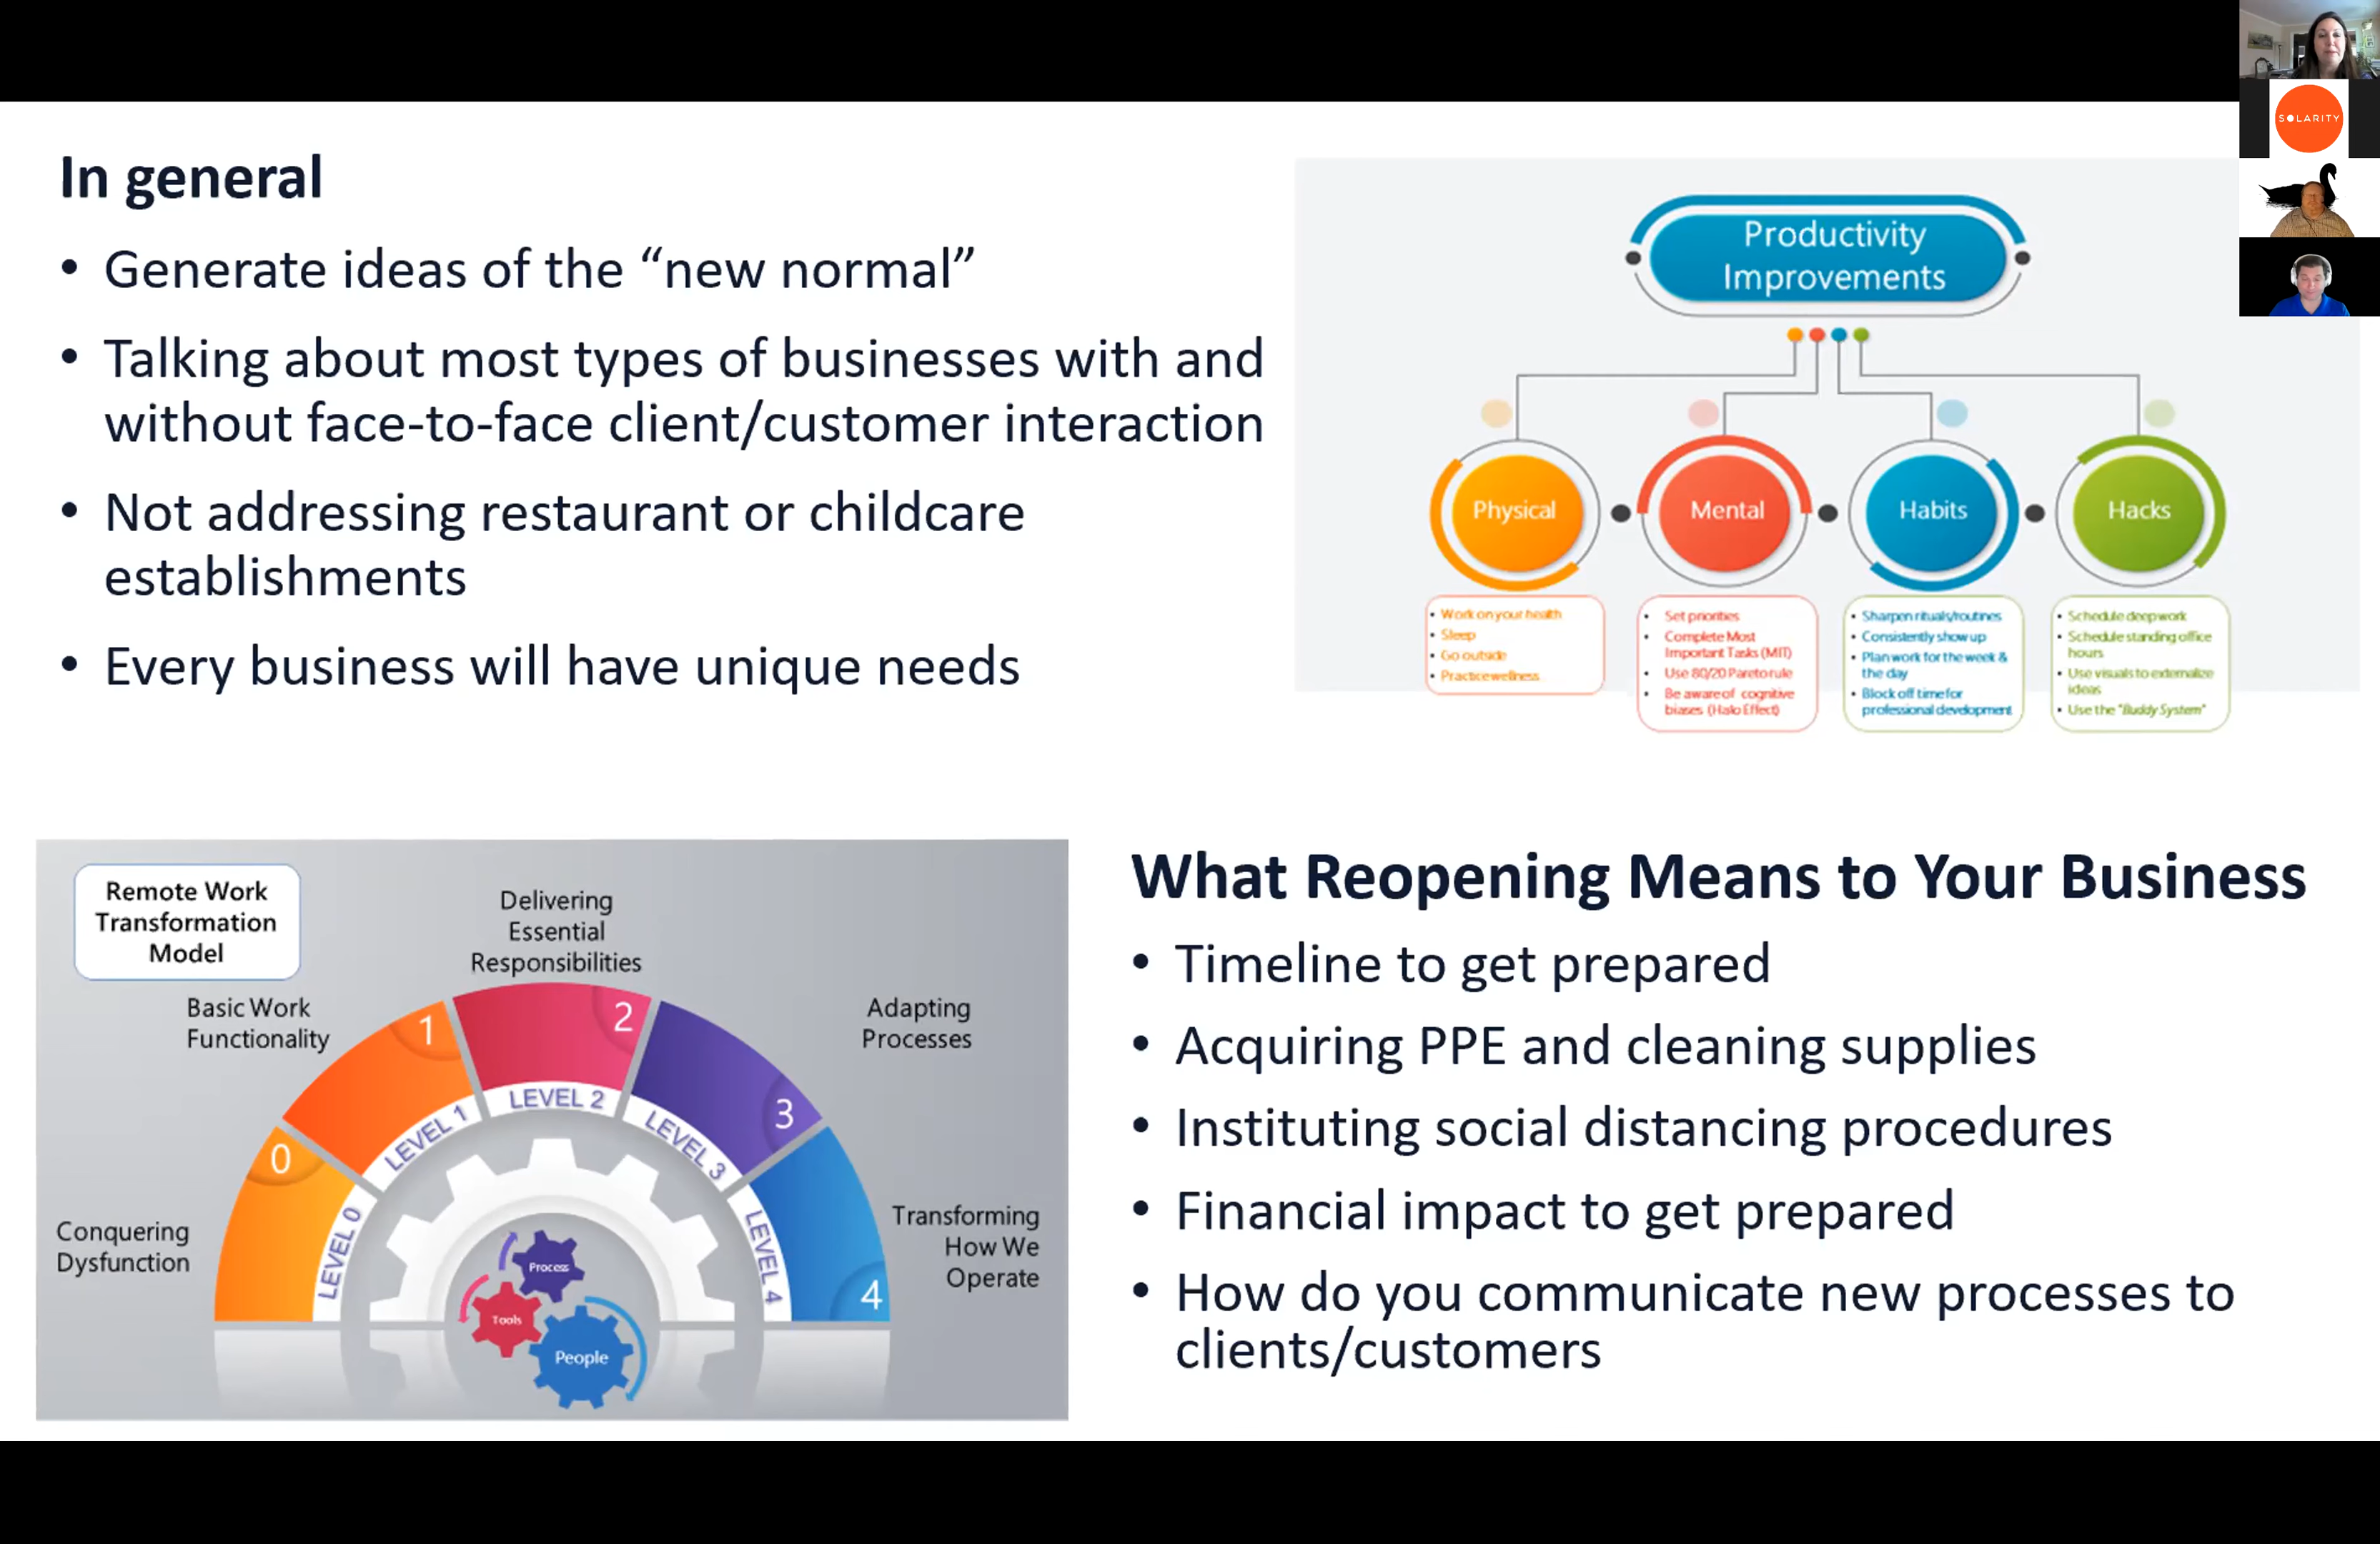 In general
• Generate ideas of the “new normal”
• Talking about most types of businesses with and
without face-to-face client/customer interaction
• Not addressing restaurant or childcare
establishments
• Every business will have unique needs
Productivity
Improvements
Physical
Mental
Habits
Hacks
• Work on your health
• Sleep
• Go outside
• Practice wellness
• Set priorities
• Complete Most
Important Tasks (MIT)
• Use 80/20 Pareto rule
• Be aware of cognitive
biases (Halo Effect)
• Sharpen rituals/routines
• Consistently show up
• Plan work for the week &
the day
• Block off time for
professional development
• Schedule deep work
• Schedule standing office
hours
• Use visuals to externalize
ideas
• Use the "Buddy System"
SOLARITY
Remote Work
Transformation
Model
Conquering
Dysfunction
Basic Work
Functionality
Delivering
Essential
Responsibilities
Adapting
Processes
Transforming
How We
Operate
0
1
2
3
4
LEVEL 0
LEVEL 1
LEVEL 2
LEVEL 3
LEVEL 4
Process
Tools
People
What Reopening Means to Your Business
• Timeline to get prepared
• Acquiring PPE and cleaning supplies
• Instituting social distancing procedures
• Financial impact to get prepared
• How do you communicate new processes to
clients/customers